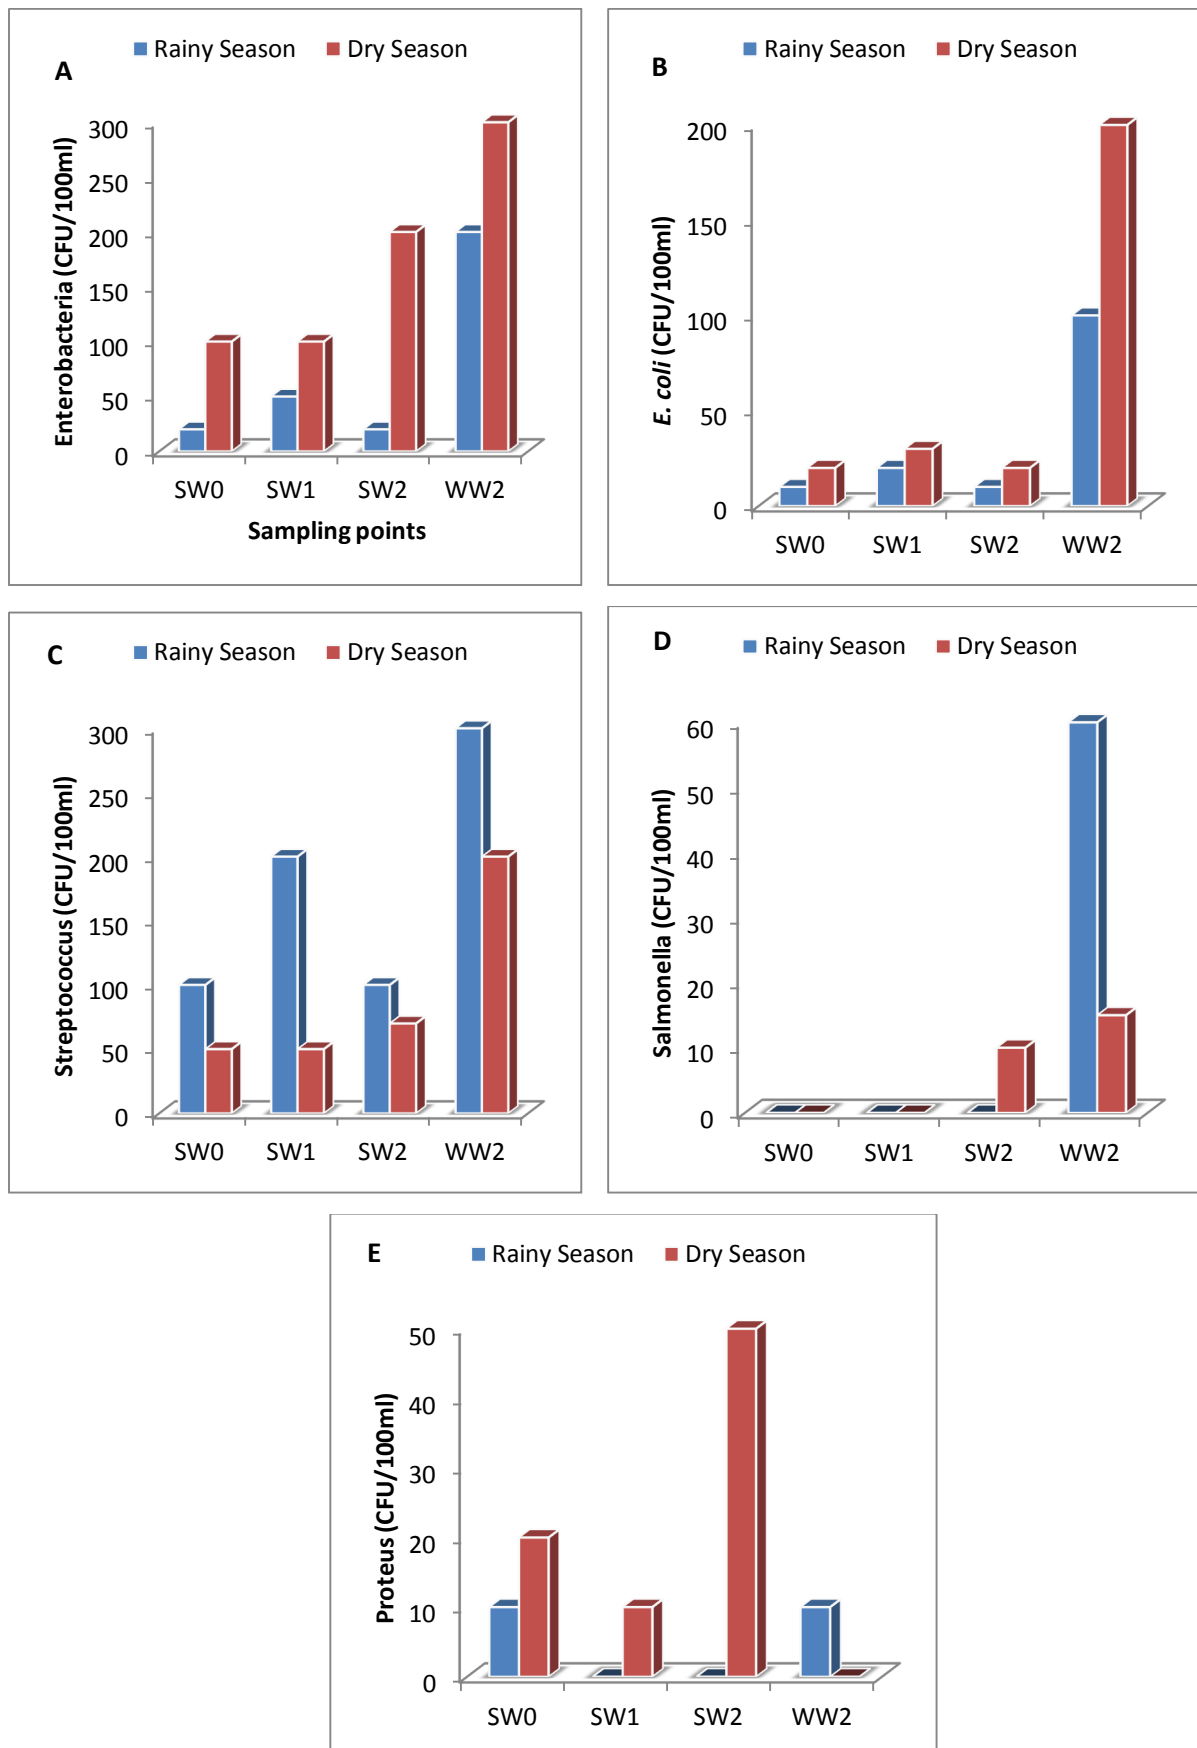 A
Rainy Season Dry Season
Enterobacteria (CFU/100ml)
300
250
200
150
100
50
0
SW0 SW1 SW2 WW2
Sampling points
B
Rainy Season Dry Season
E. coli (CFU/100ml)
200
150
100
50
0
SW0 SW1 SW2 WW2
C
Rainy Season Dry Season
Streptococcus (CFU/100ml)
300
250
200
150
100
50
0
SW0 SW1 SW2 WW2
D
Rainy Season Dry Season
Salmonella (CFU/100ml)
60
50
40
30
20
10
0
SW0 SW1 SW2 WW2
E
Rainy Season Dry Season
Proteus (CFU/100ml)
50
40
30
20
10
0
SW0 SW1 SW2 WW2